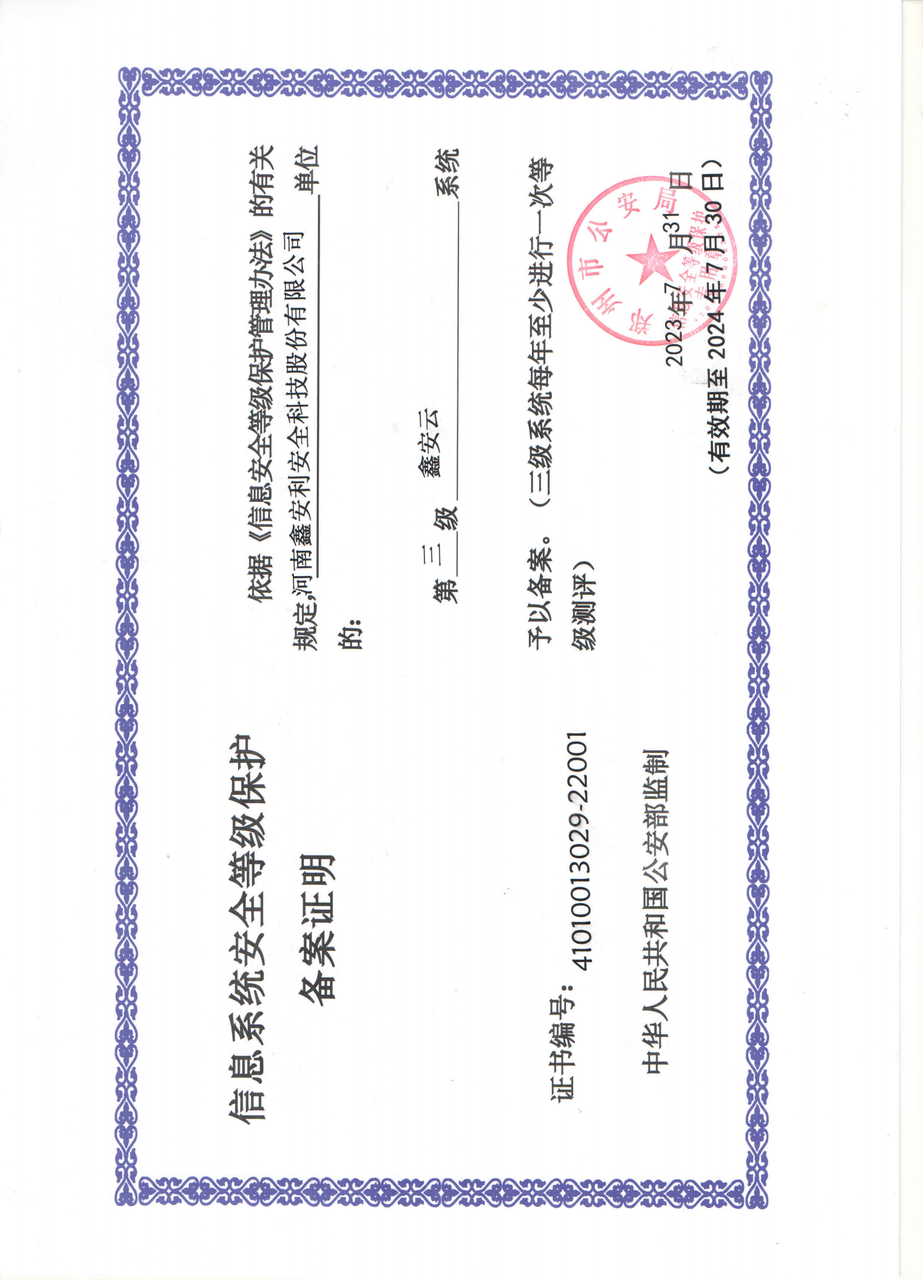 信息系统安全等级保护
备案证明
证书编号：41010013029-22001
中华人民共和国公安部监制
依据《信息安全等级保护管理办法》的有关
规定,河南鑫安利安全科技股份有限公司 单位
的:
第 三 级 鑫安云 系统
予以备案。（三级系统每年至少进行一次等
级测评）
郑州市公安局
2023年7月31日
（有效期至2024年7月30日）